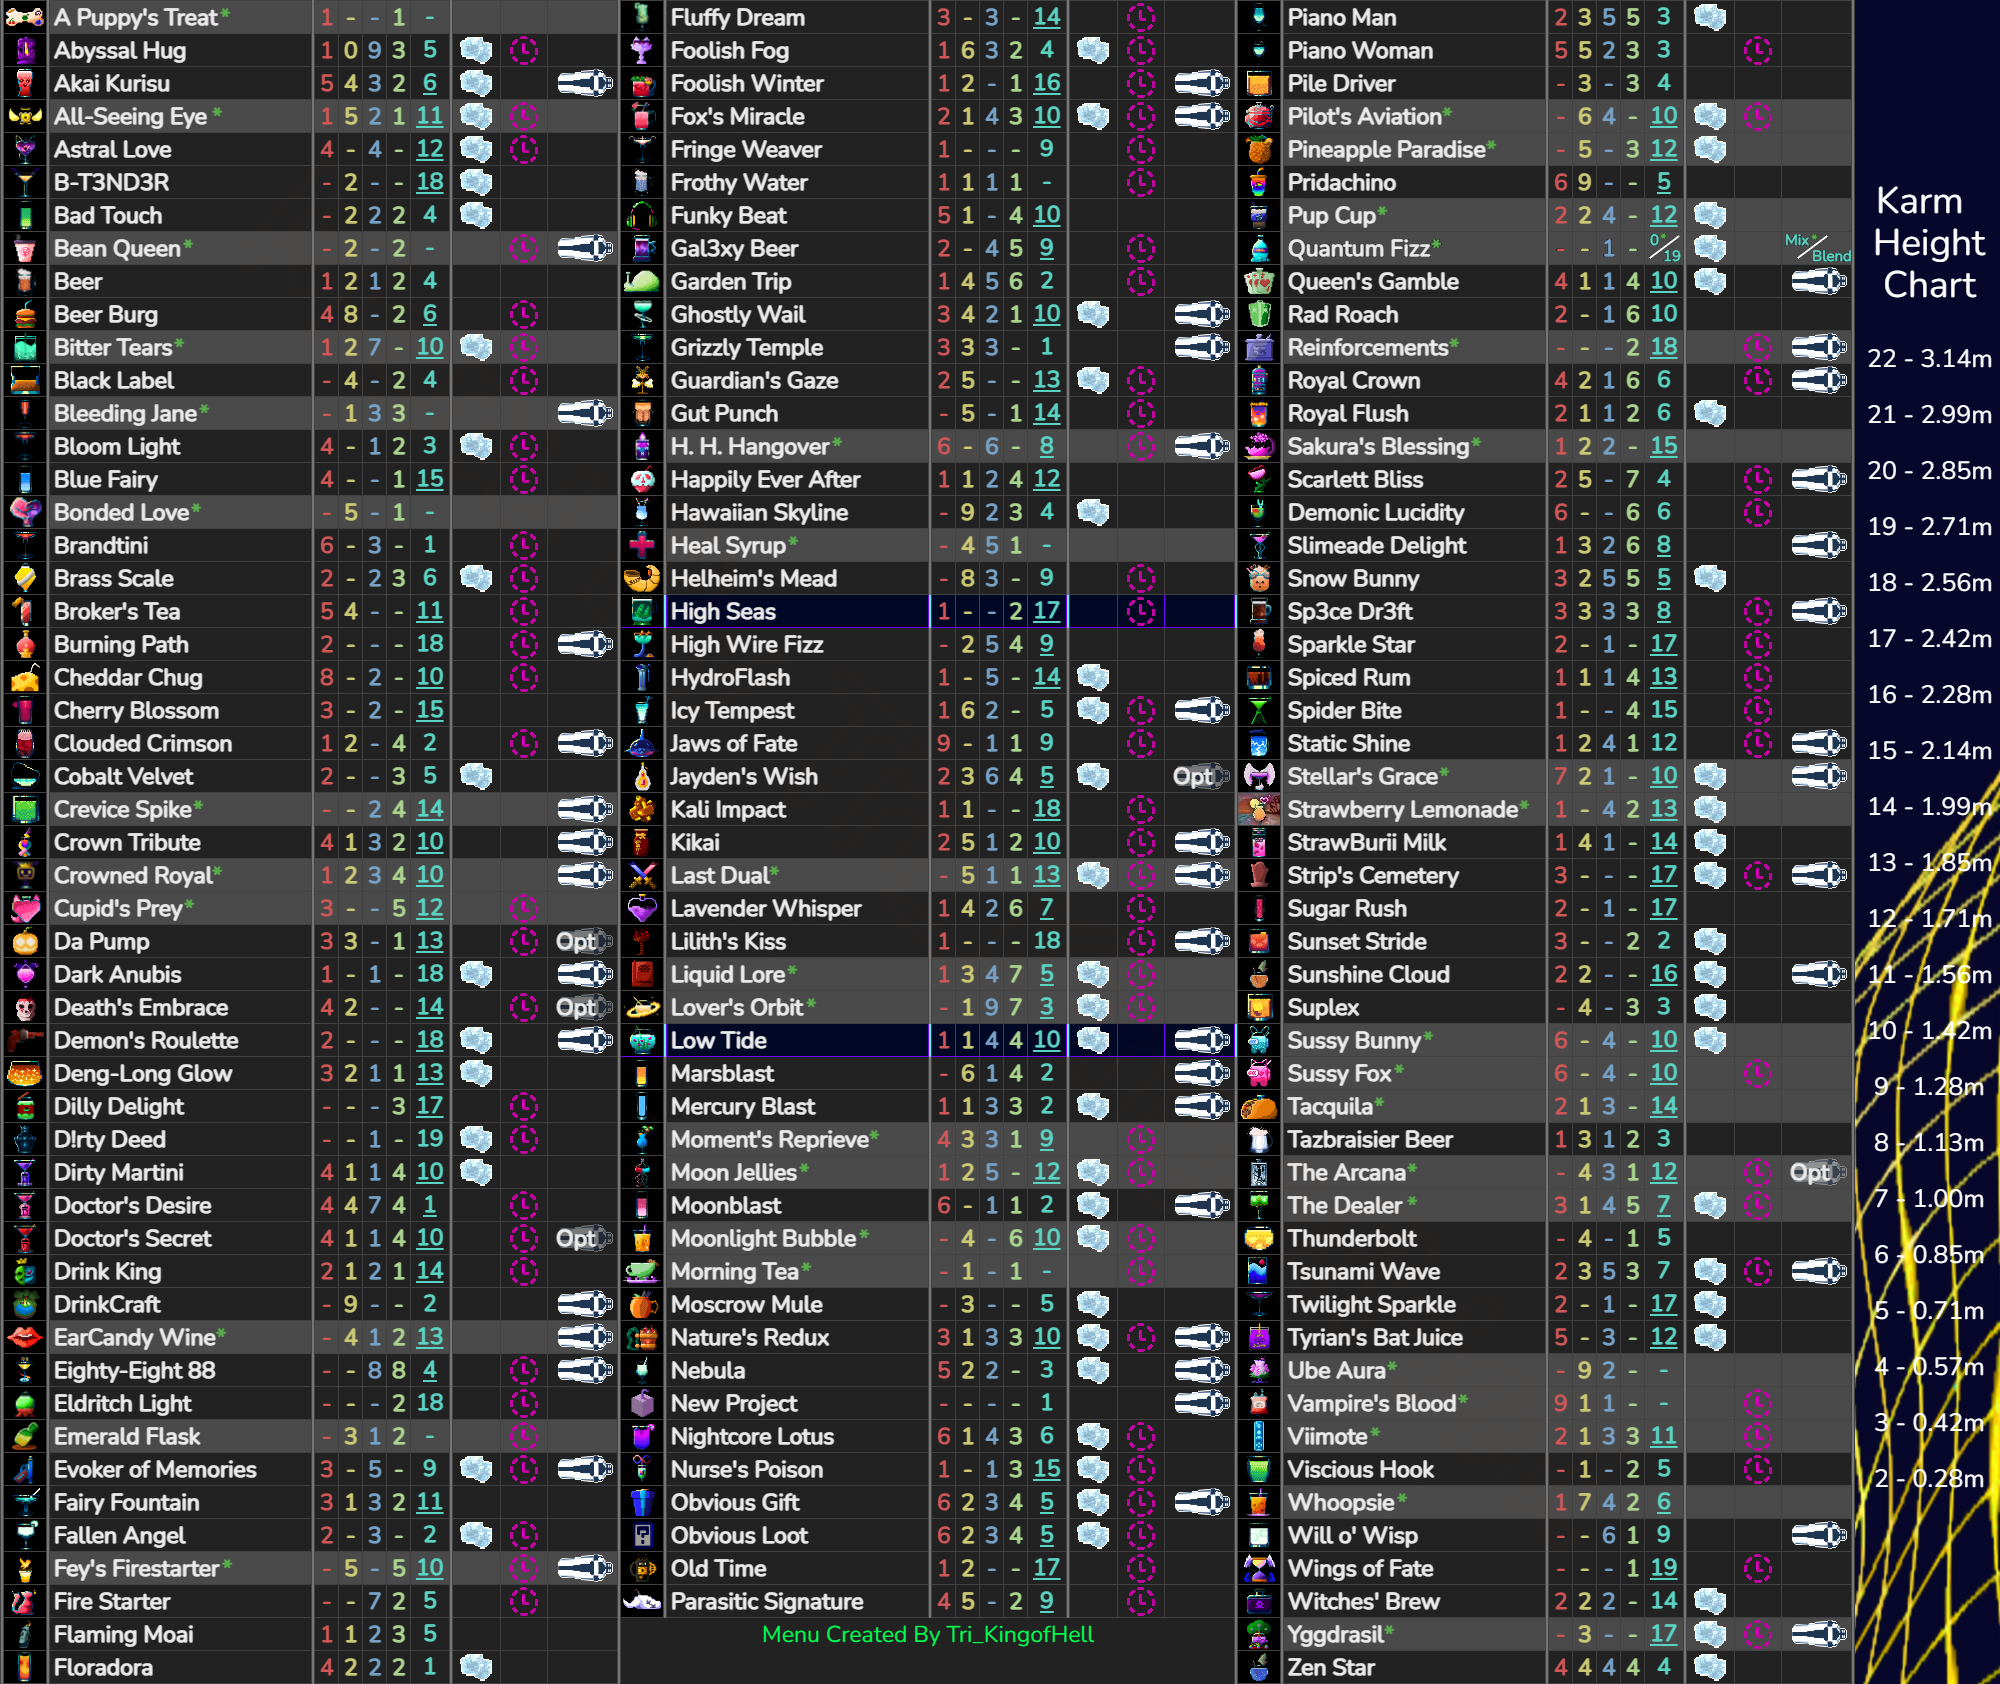 A Puppy's Treat* 1 - - 1 -
Abyssal Hug 1 0 9 3 5
Akai Kurisu 5 4 3 2 6
All-Seeing Eye* 1 5 2 1 11
Astral Love 4 - 4 - 12
B-T3ND3R - 2 - - 18
Bad Touch - 2 2 2 4
Bean Queen* - 2 - 2 -
Beer 1 2 1 2 4
Beer Burg 4 8 - 2 6
Bitter Tears* 1 2 7 - 10
Black Label - 4 - 2 4
Bleeding Jane* - 1 3 3 -
Bloom Light 4 - 1 2 3
Blue Fairy 4 - - 1 15
Bonded Love* - 5 - 1 -
Brandtini 6 - 3 - 1
Brass Scale 2 - 2 3 6
Broker's Tea 5 4 - - 11
Burning Path 2 - - - 18
Cheddar Chug 8 - 2 - 10
Cherry Blossom 3 - 2 - 15
Clouded Crimson 1 2 - 4 2
Cobalt Velvet 2 - - 3 5
Crevice Spike* - - 2 4 14
Crown Tribute 4 1 3 2 10
Crowned Royal* 1 2 3 4 10
Cupid's Prey* 3 - - 5 12
Da Pump 3 3 - 1 13 Opt
Dark Anubis 1 - 1 - 18
Death's Embrace 4 2 - - 14 Opt
Demon's Roulette 2 - - - 18
Deng-Long Glow 3 2 1 1 13
Dilly Delight - - - 3 17
D!rty Deed - - 1 - 19
Dirty Martini 4 1 1 4 10
Doctor's Desire 4 4 7 4 1
Doctor's Secret 4 1 1 4 10 Opt
Drink King 2 1 2 1 14
DrinkCraft - 9 - - 2
EarCandy Wine* - 4 1 2 13
Eighty-Eight 88 - - 8 8 4
Eldritch Light - - - 2 18
Emerald Flask - 3 1 2 -
Evoker of Memories 3 - 5 - 9
Fairy Fountain 3 1 3 2 11
Fallen Angel 2 - 3 - 2
Fey's Firestarter* - 5 - 5 10
Fire Starter - - 7 2 5
Flaming Moai 1 1 2 3 5
Floradora 4 2 2 2 1
Fluffy Dream 3 - 3 - 14
Foolish Fog 1 6 3 2 4
Foolish Winter 1 2 - 1 16
Fox's Miracle 2 1 4 3 10
Fringe Weaver 1 - - - 9
Frothy Water 1 1 1 1 -
Funky Beat 5 1 - 4 10
Gal3xy Beer 2 - 4 5 9
Garden Trip 1 4 5 6 2
Ghostly Wail 3 4 2 1 10
Grizzly Temple 3 3 3 - 1
Guardian's Gaze 2 5 - - 13
Gut Punch - 5 - 1 14
H. H. Hangover* 6 - 6 - 8
Happily Ever After 1 1 2 4 12
Hawaiian Skyline - 9 2 3 4
Heal Syrup* - 4 5 1 -
Helheim's Mead - 8 3 - 9
High Seas 1 - - 2 17
High Wire Fizz - 2 5 4 9
HydroFlash 1 - 5 - 14
Icy Tempest 1 6 2 - 5
Jaws of Fate 9 - 1 1 9
Jayden's Wish 2 3 6 4 5 Opt
Kali Impact 1 1 - - 18
Kikai 2 5 1 2 10
Last Dual* - 5 1 1 13
Lavender Whisper 1 4 2 6 7
Lilith's Kiss 1 - - - 18
Liquid Lore* 1 3 4 7 5
Lover's Orbit* - 1 9 7 3
Low Tide 1 1 4 4 10
Marsblast - 6 1 4 2
Mercury Blast 1 1 3 3 2
Moment's Reprieve* 4 3 3 1 9
Moon Jellies* 1 2 5 - 12
Moonblast 6 - 1 1 2
Moonlight Bubble* - 4 - 6 10
Morning Tea* - 1 - 1 -
Moscrow Mule - 3 - - 5
Nature's Redux 3 1 3 3 10
Nebula 5 2 2 - 3
New Project - - - - 1
Nightcore Lotus 6 1 4 3 6
Nurse's Poison 1 - 1 3 15
Obvious Gift 6 2 3 4 5
Obvious Loot 6 2 3 4 5
Old Time 1 2 - - 17
Parasitic Signature 4 5 - 2 9
Menu Created By Tri_KingofHell
Piano Man 2 3 5 5 3
Piano Woman 5 5 2 3 3
Pile Driver - 3 - 3 4
Pilot's Aviation* - 6 4 - 10
Pineapple Paradise* - 5 - 3 12
Pridachino 6 9 - - 5
Pup Cup* 2 2 4 - 12
Quantum Fizz* - - 1 - 0*/19 Mix*/Blend
Queen's Gamble 4 1 1 4 10
Rad Roach 2 - 1 6 10
Reinforcements* - - - 2 18
Royal Crown 4 2 1 6 6
Royal Flush 2 1 1 2 6
Sakura's Blessing* 1 2 2 - 15
Scarlett Bliss 2 5 - 7 4
Demonic Lucidity 6 - - 6 6
Slimeade Delight 1 3 2 6 8
Snow Bunny 3 2 5 5 5
Sp3ce Dr3ft 3 3 3 3 8
Sparkle Star 2 - 1 - 17
Spiced Rum 1 1 1 4 13
Spider Bite 1 - - 4 15
Static Shine 1 2 4 1 12
Stellar's Grace* 7 2 1 - 10
Strawberry Lemonade* 1 - 4 2 13
StrawBurii Milk 1 4 1 - 14
Strip's Cemetery 3 - - - 17
Sugar Rush 2 - 1 - 17
Sunset Stride 3 - - 2 2
Sunshine Cloud 2 2 - - 16
Suplex - 4 - 3 3
Sussy Bunny* 6 - 4 - 10
Sussy Fox* 6 - 4 - 10
Tacquila* 2 1 3 - 14
Tazbraisier Beer 1 3 1 2 3
The Arcana* - 4 3 1 12 Opt
The Dealer* 3 1 4 5 7
Thunderbolt - 4 - 1 5
Tsunami Wave 2 3 5 3 7
Twilight Sparkle 2 - 1 - 17
Tyrian's Bat Juice 5 - 3 - 12
Ube Aura* - 9 2 - -
Vampire's Blood* 9 1 1 - -
Viimote* 2 1 3 3 11
Viscious Hook - 1 - 2 5
Whoopsie* 1 7 4 2 6
Will o' Wisp - - 6 1 9
Wings of Fate - - - 1 19
Witches' Brew 2 2 2 - 14
Yggdrasil* - 3 - - 17
Zen Star 4 4 4 4 4
Karm
Height
Chart
22 - 3.14m
21 - 2.99m
20 - 2.85m
19 - 2.71m
18 - 2.56m
17 - 2.42m
16 - 2.28m
15 - 2.14m
14 - 1.99m
13 - 1.85m
12 - 1.71m
11 - 1.56m
10 - 1.42m
9 - 1.28m
8 - 1.13m
7 - 1.00m
6 - 0.85m
5 - 0.71m
4 - 0.57m
3 - 0.42m
2 - 0.28m